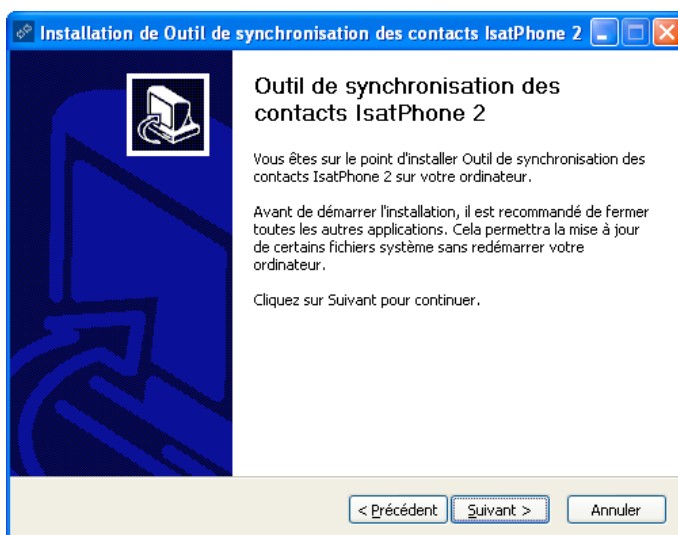 Installation de Outil de synchronisation des contacts IsatPhone 2
Outil de synchronisation des
contacts IsatPhone 2
Vous êtes sur le point d'installer Outil de synchronisation des
contacts IsatPhone 2 sur votre ordinateur.
Avant de démarrer l'installation, il est recommandé de fermer
toutes les autres applications. Cela permettra la mise à jour
de certains fichiers système sans redémarrer votre
ordinateur.
Cliquez sur Suivant pour continuer.
< Précédent
Suivant >
Annuler